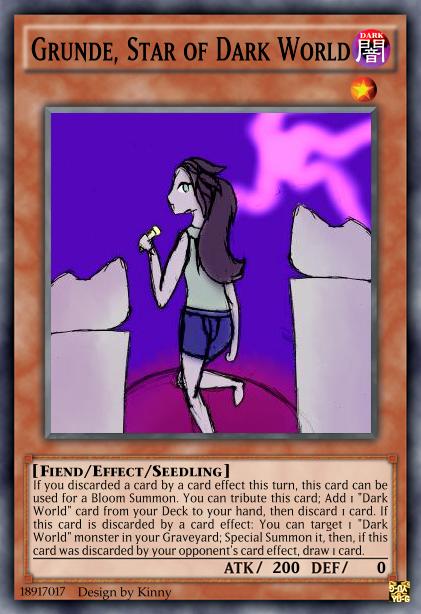 GRUNDE, STAR OF DARK WORLD
DARK
闇
[FIEND/EFFECT/SEEDLING]
If you discarded a card by a card effect this turn, this card can be
used for a Bloom Summon. You can tribute this card; Add 1 "Dark
World" card from your Deck to your hand, then discard 1 card. If
this card is discarded by a card effect: You can target 1 "Dark
World" monster in your Graveyard; Special Summon it, then, if this
card was discarded by your opponent's card effect, draw 1 card.
ATK/ 200 DEF/ 0
18917017 Design by Kinny